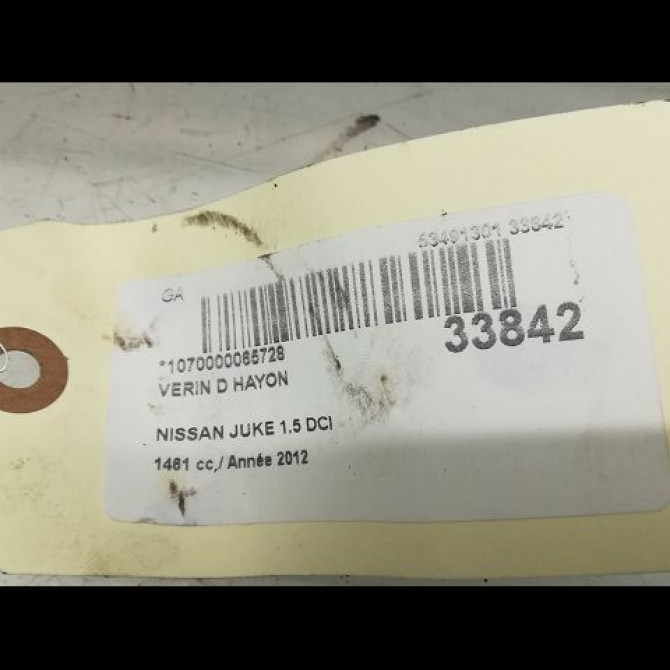 53491301 33842
GA
33842
*1070000065728
VERIN D HAYON
NISSAN JUKE 1.5 DCI
1461 cc,/ Année 2012